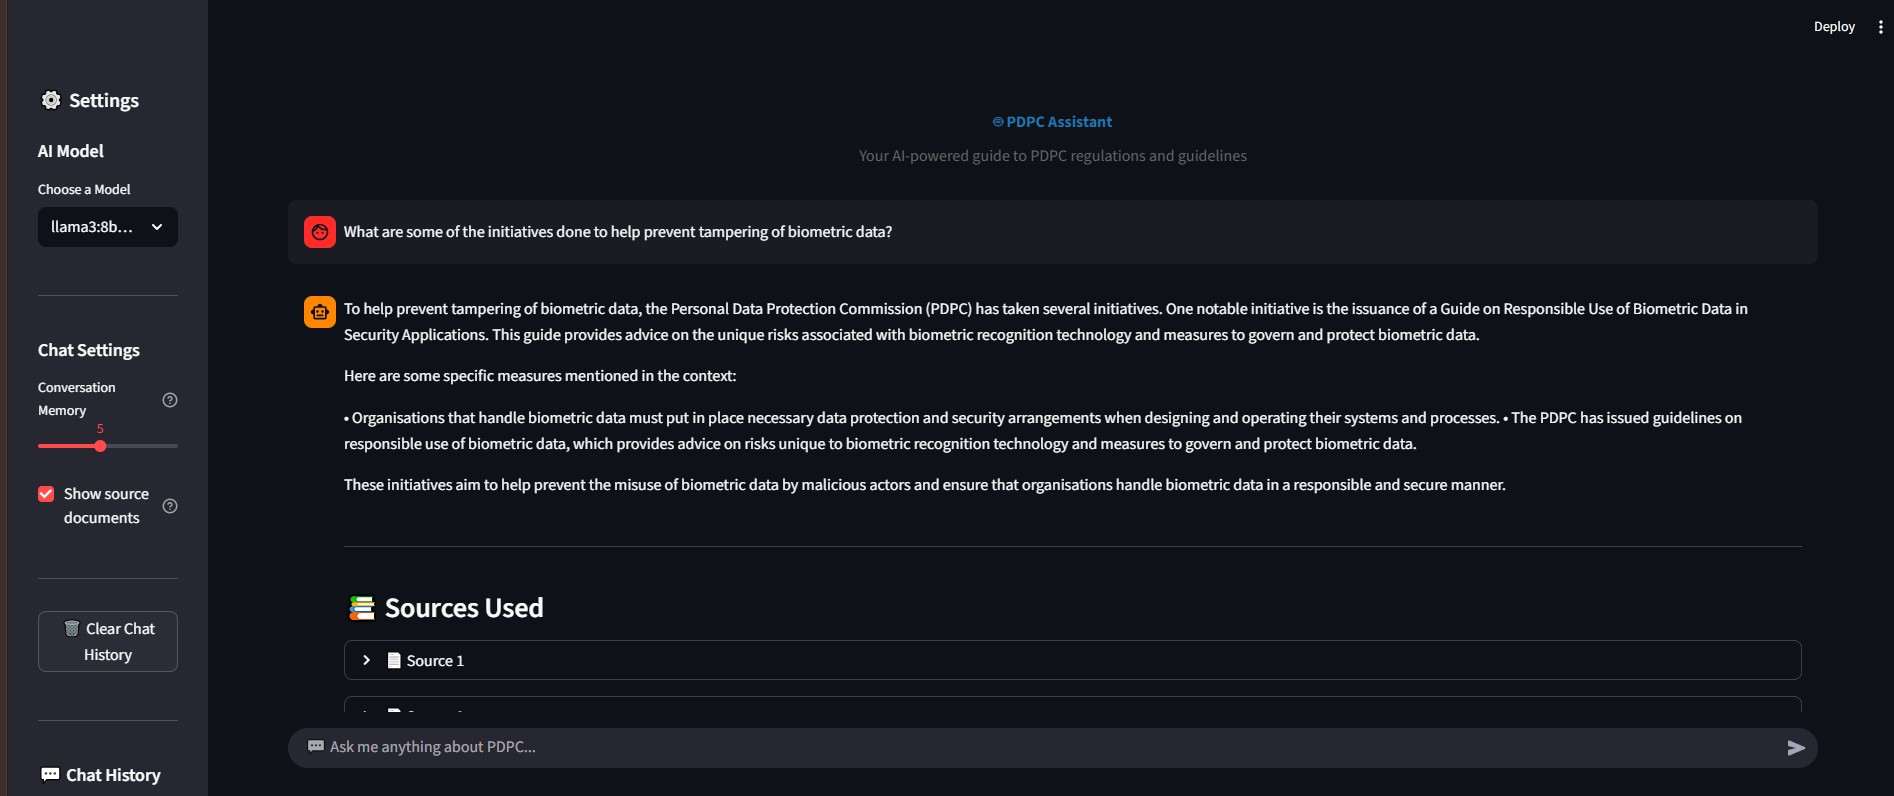 Deploy
Settings
AI Model
Choose a Model
llama3:8b...
Chat Settings
Conversation
Memory
5
Show source
documents
Clear Chat
History
Chat History
PDPC Assistant
Your AI-powered guide to PDPC regulations and guidelines
What are some of the initiatives done to help prevent tampering of biometric data?
To help prevent tampering of biometric data, the Personal Data Protection Commission (PDPC) has taken several initiatives. One notable initiative is the issuance of a Guide on Responsible Use of Biometric Data in
Security Applications. This guide provides advice on the unique risks associated with biometric recognition technology and measures to govern and protect biometric data.
Here are some specific measures mentioned in the context:
• Organisations that handle biometric data must put in place necessary data protection and security arrangements when designing and operating their systems and processes. • The PDPC has issued guidelines on
responsible use of biometric data, which provides advice on risks unique to biometric recognition technology and measures to govern and protect biometric data.
These initiatives aim to help prevent the misuse of biometric data by malicious actors and ensure that organisations handle biometric data in a responsible and secure manner.
Sources Used
Source 1
Ask me anything about PDPC...